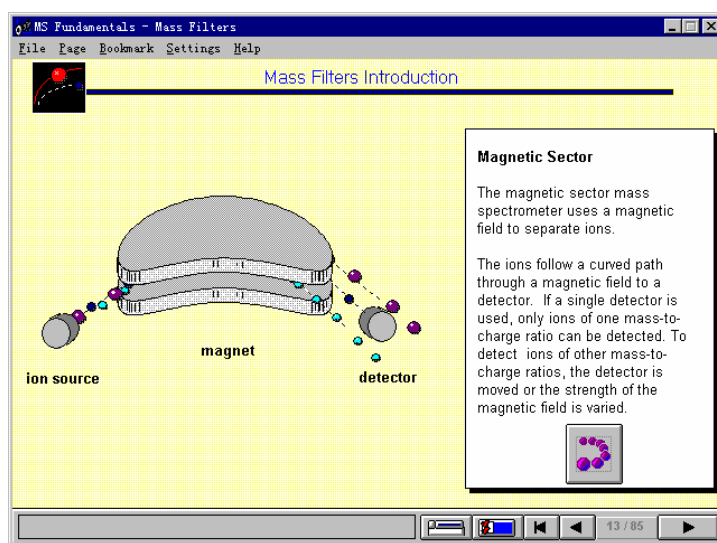 MS Fundamentals - Mass Filters
File Page Bookmark Settings Help
Mass Filters Introduction
Magnetic Sector
The magnetic sector mass
spectrometer uses a magnetic
field to separate ions.
The ions follow a curved path
through a magnetic field to a
detector. If a single detector is
used, only ions of one mass-to-
charge ratio can be detected. To
detect ions of other mass-to-
charge ratios, the detector is
moved or the strength of the
magnetic field is varied.
magnet
ion source
detector
13 / 85